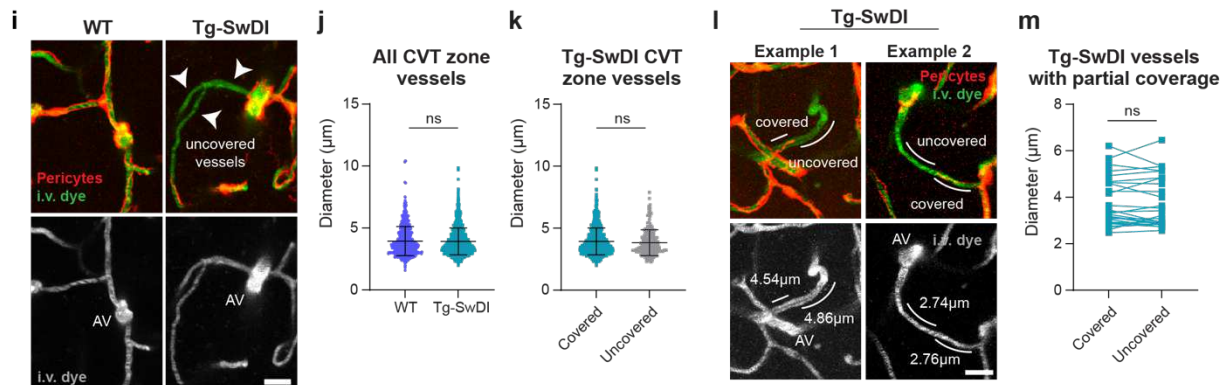 i
WT
Tg-SwDI
uncovered
vessels
Pericytes
i.v. dye
AV
AV
i.v. dye
j
All CVT zone
vessels
ns
Diameter (µm)
15
10
5
0
WT
Tg-SwDI
k
Tg-SwDI CVT
zone vessels
ns
Diameter (µm)
15
10
5
0
Covered
Uncovered
l
Tg-SwDI
Example 1
Example 2
covered
uncovered
Pericytes
i.v. dye
uncovered
covered
4.54µm
4.86µm
AV
AV
i.v. dye
2.74µm
2.76µm
m
Tg-SwDI vessels
with partial coverage
ns
Diameter (µm)
8
6
4
2
0
Covered
Uncovered